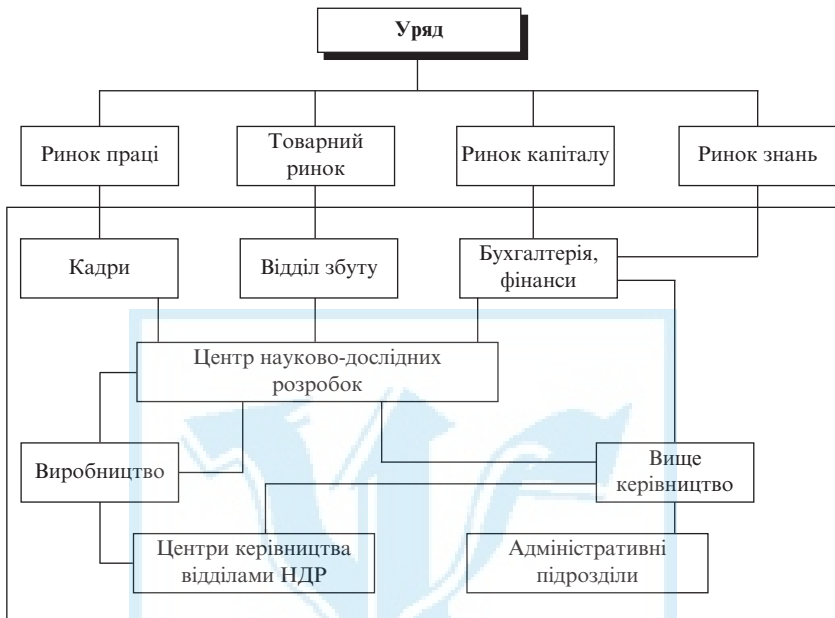 Уряд
Ринок праці
Товарний
ринок
Ринок капіталу
Ринок знань
Кадри
Відділ збуту
Бухгалтерія,
фінанси
Центр науково-дослідних
розробок
Виробництво
Вище
керівництво
Центри керівництва
відділами НДР
Адміністративні
підрозділи